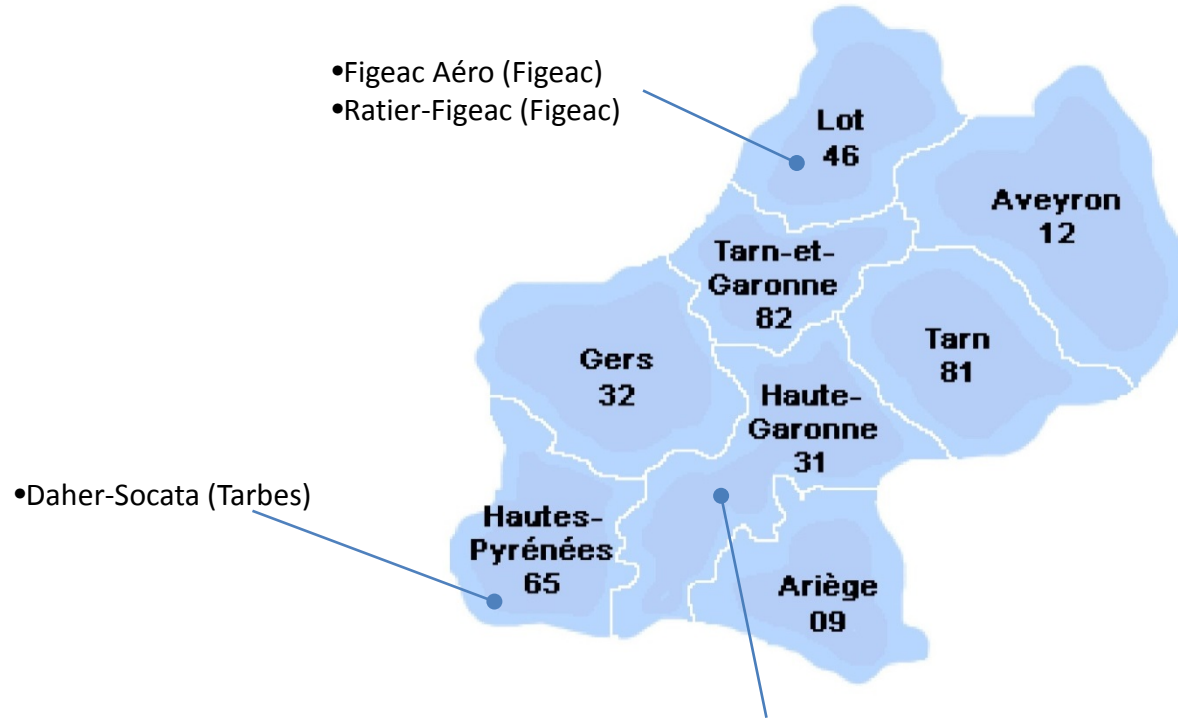 •Figeac Aéro (Figeac)
•Ratier-Figeac (Figeac)
Lot
46
Aveyron
12
Tarn-et-
Garonne
82
Tarn
81
Gers
32
Haute-
Garonne
31
•Daher-Socata (Tarbes)
Hautes-
Pyrénées
65
Ariège
09